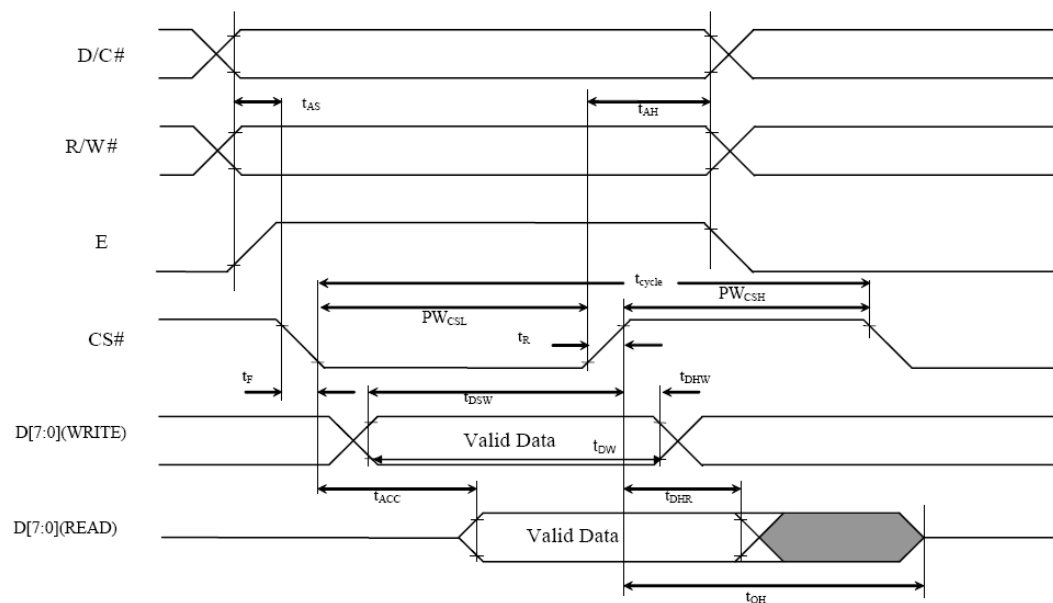 D/C#
tAS
tAH
R/W#
E
tcycle
PWCSL
PWCSH
CS#
tR
tF
tDSW
tDHW
D[7:0](WRITE)
Valid Data
tDW
tACC
tDHR
D[7:0](READ)
Valid Data
tOH